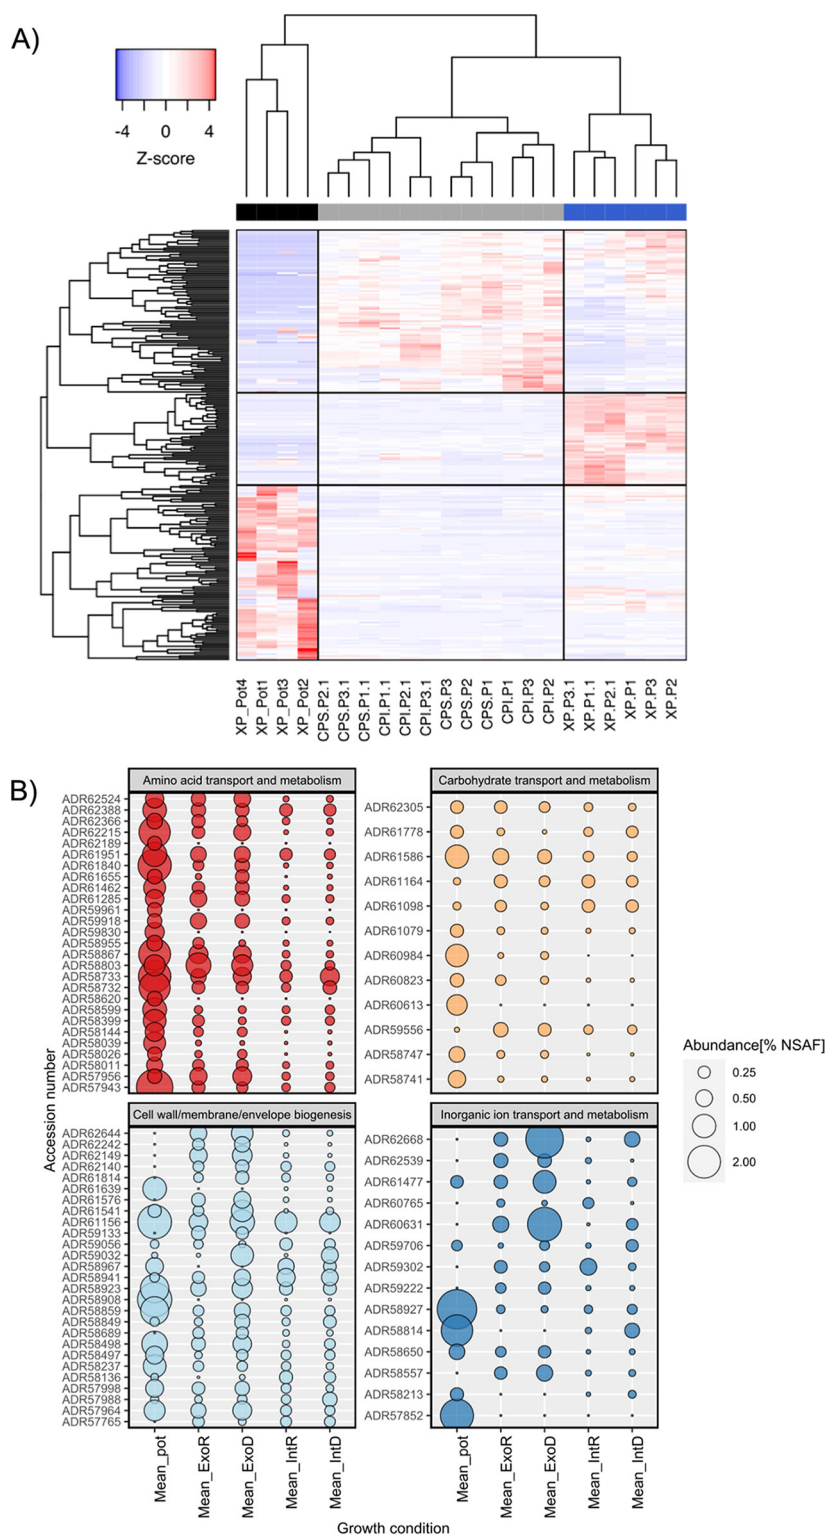 A)
-4 0 4
Z-score
XP_Pot4
XP_Pot1
XP_Pot3
XP_Pot2
CPS.P2.1
CPS.P3.1
CPS.P1.1
CPI.P1.1
CPI.P2.1
CPI.P3.1
CPS.P3
CPS.P2
CPS.P1
CPI.P1
CPI.P3
CPI.P2
XP.P3.1
XP.P1.1
XP.P2.1
XP.P1
XP.P3
XP.P2
B)
Accession number
Amino acid transport and metabolism
ADR62524
ADR62388
ADR62366
ADR62215
ADR62189
ADR61951
ADR61840
ADR61655
ADR61462
ADR61285
ADR59961
ADR59918
ADR59830
ADR58955
ADR58867
ADR58803
ADR58733
ADR58732
ADR58620
ADR58599
ADR58399
ADR58144
ADR58039
ADR58026
ADR58011
ADR57956
ADR57943
Carbohydrate transport and metabolism
ADR62305
ADR61778
ADR61586
ADR61164
ADR61098
ADR61079
ADR60984
ADR60823
ADR60613
ADR59556
ADR58747
ADR58741
Cell wall/membrane/envelope biogenesis
ADR62644
ADR62242
ADR62149
ADR62140
ADR61814
ADR61639
ADR61576
ADR61541
ADR61156
ADR59133
ADR59056
ADR59032
ADR58967
ADR58941
ADR58923
ADR58908
ADR58859
ADR58849
ADR58689
ADR58498
ADR58497
ADR58237
ADR58136
ADR57998
ADR57988
ADR57964
ADR57765
Inorganic ion transport and metabolism
ADR62668
ADR62539
ADR61477
ADR60765
ADR60631
ADR59706
ADR59302
ADR59222
ADR58927
ADR58814
ADR58650
ADR58557
ADR58213
ADR57852
Mean_pot
Mean_ExoR
Mean_ExoD
Mean_IntR
Mean_IntD
Mean_pot
Mean_ExoR
Mean_ExoD
Mean_IntR
Mean_IntD
Growth condition
Abundance[% NSAF]
0.25
0.50
1.00
2.00